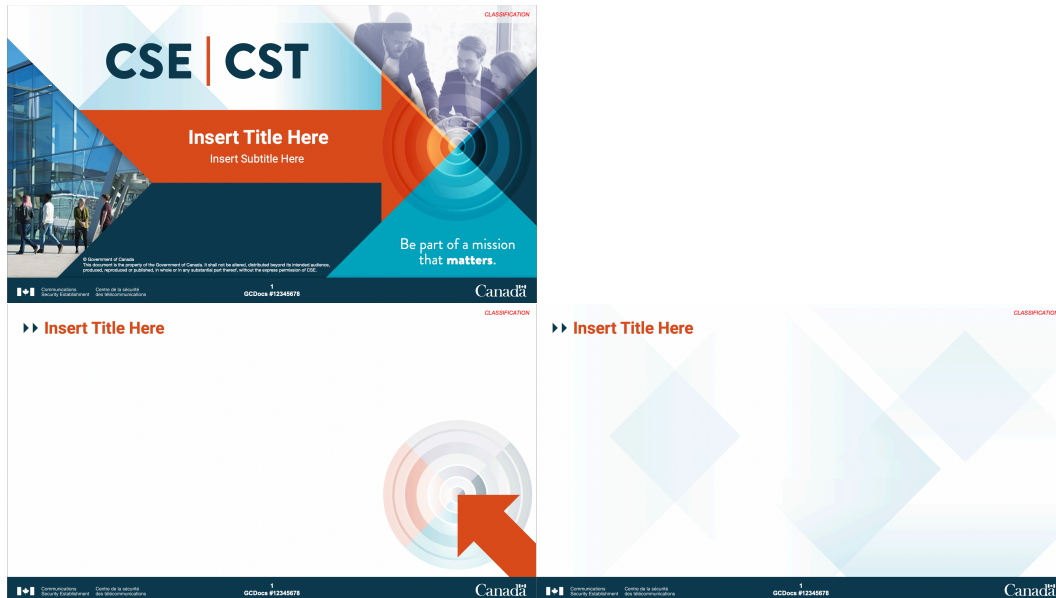 CLASSIFICATION
CSE | CST
Insert Title Here
Insert Subtitle Here
Be part of a mission
that matters.
© Government of Canada
This document is the property of the Government of Canada. It shall not be altered, distributed beyond its intended audience,
produced, reproduced or published, in whole or in any substantial part thereof, without the express permission of CSE.
Communications Centre de la sécurité
Security Establishment des télécommunications
1
GCDocs #12345678
Canada
CLASSIFICATION
Insert Title Here
Communications Centre de la sécurité
Security Establishment des télécommunications
1
GCDocs #12345678
Canada
CLASSIFICATION
Insert Title Here
Communications Centre de la sécurité
Security Establishment des télécommunications
1
GCDocs #12345678
Canada